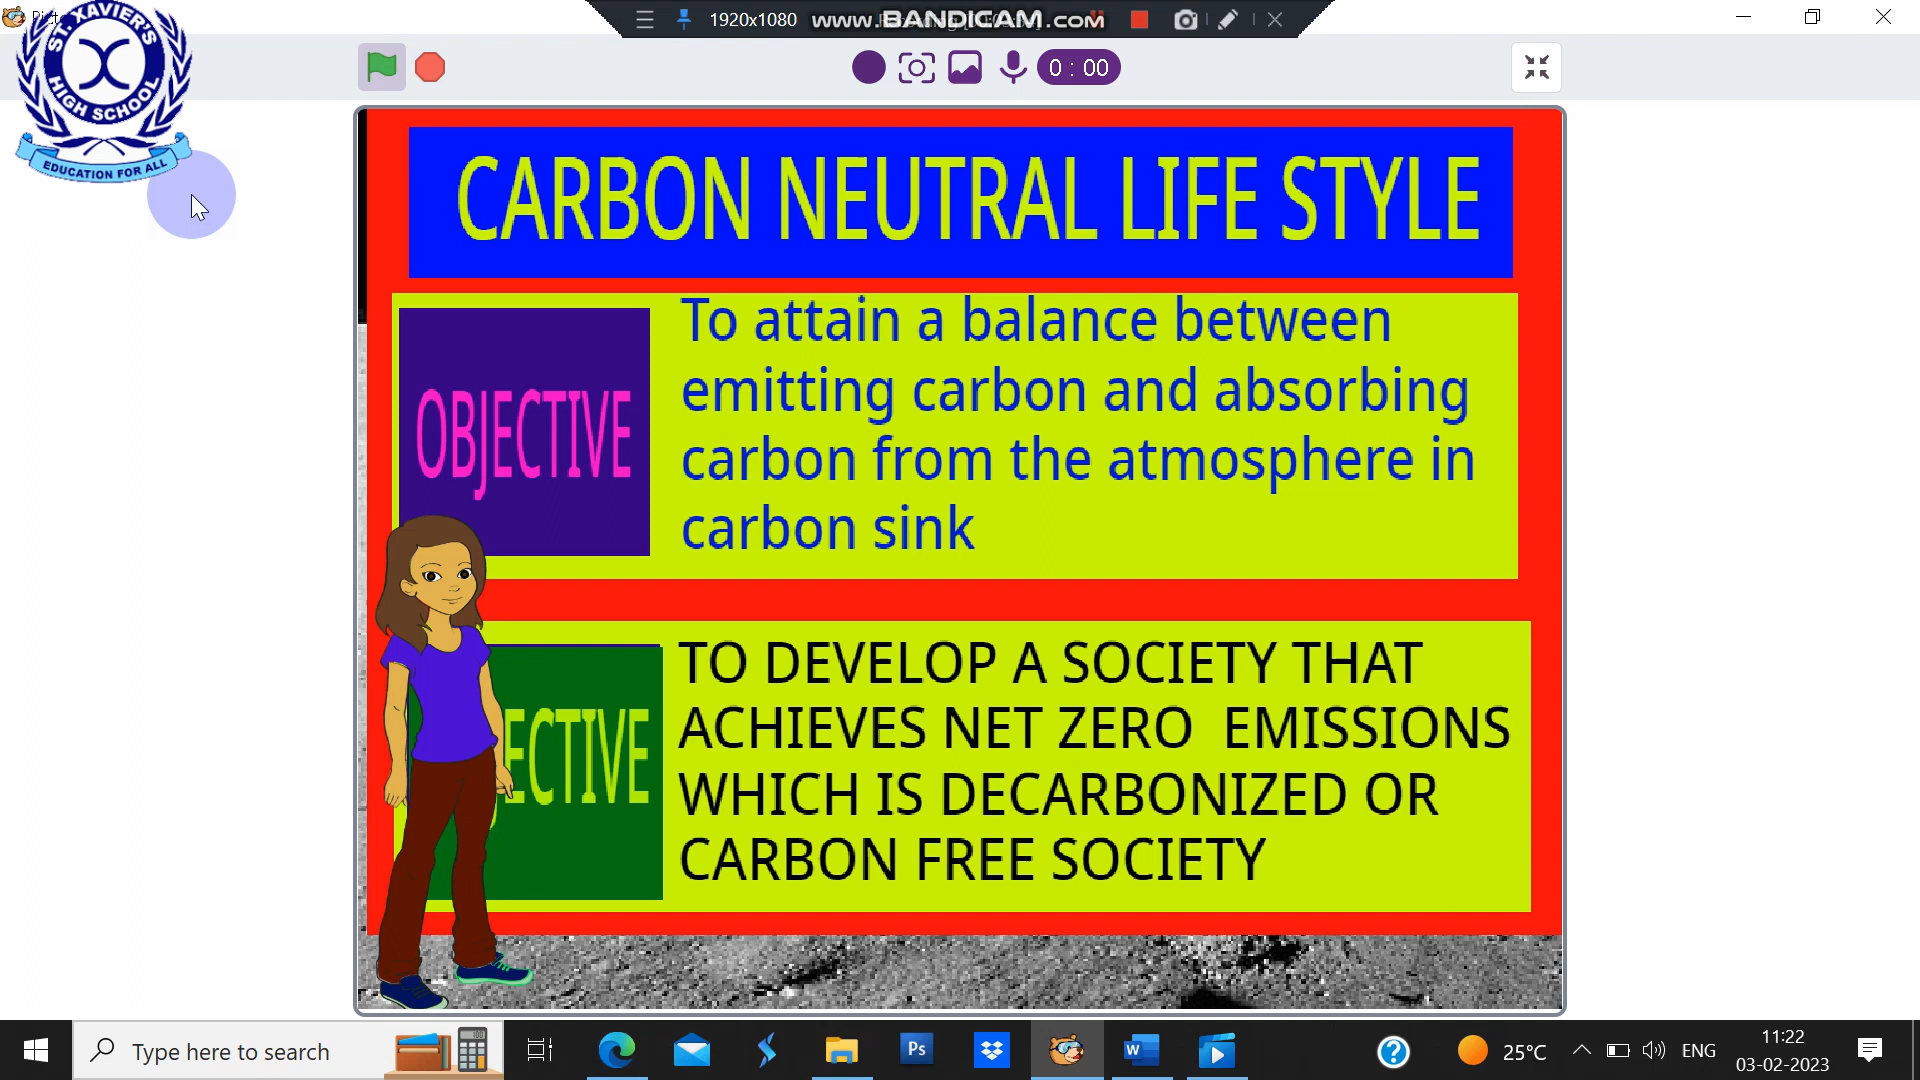 1920x1080
www.BANDICAM.com
ST. XAVIER'S
HIGH SCHOOL
EDUCATION FOR ALL
0 : 00
CARBON NEUTRAL LIFE STYLE
OBJECTIVE
To attain a balance between
emitting carbon and absorbing
carbon from the atmosphere in
carbon sink
ECTIVE
TO DEVELOP A SOCIETY THAT
ACHIEVES NET ZERO EMISSIONS
WHICH IS DECARBONIZED OR
CARBON FREE SOCIETY
Type here to search
Ps
W
25°C
ENG
11:22
03-02-2023